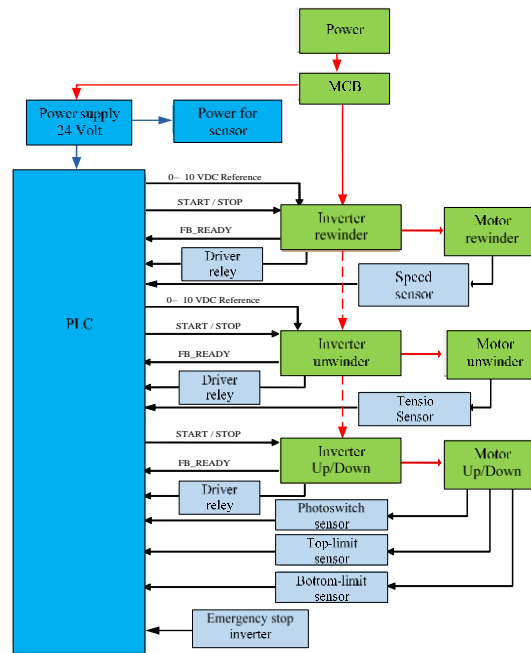 Power
MCB
Power supply
24 Volt
Power for
sensor
PLC
0– 10 VDC Reference
START / STOP
FB_READY
Driver
reley
Inverter
rewinder
Motor
rewinder
Speed
sensor
0– 10 VDC Reference
START / STOP
FB_READY
Driver
relay
Inverter
unwinder
Motor
unwinder
Tensio
Sensor
START / STOP
FB_READY
Driver
relay
Inverter
Up/Down
Motor
Up/Down
Photoswitch
sensor
Top-limit
sensor
Bottom-limit
sensor
Emergency stop
inverter